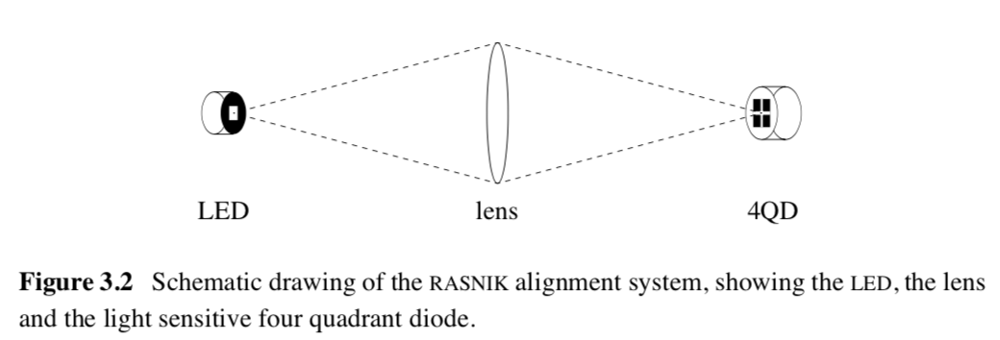 LED lens 4QD
Figure 3.2 Schematic drawing of the RASNIK alignment system, showing the LED, the lens
and the light sensitive four quadrant diode.